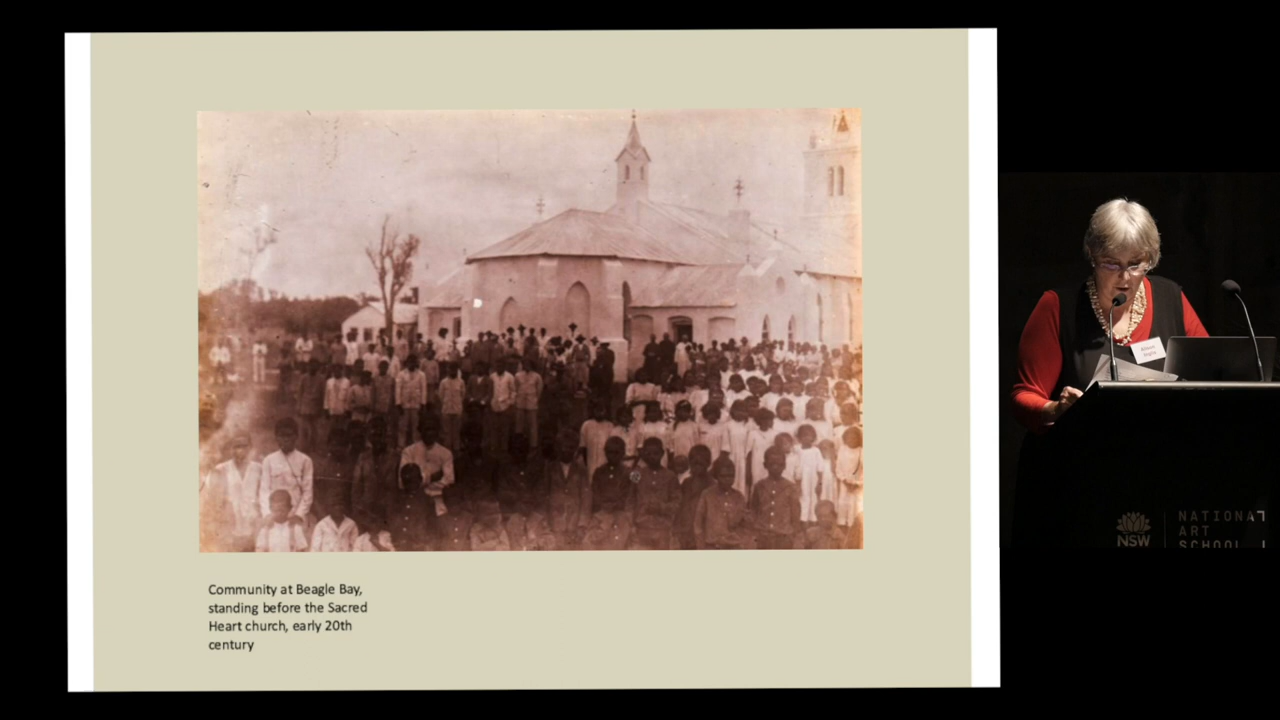 Community at Beagle Bay,
standing before the Sacred
Heart church, early 20th
century
NSW
NATIONAL
ART
SCHOOL